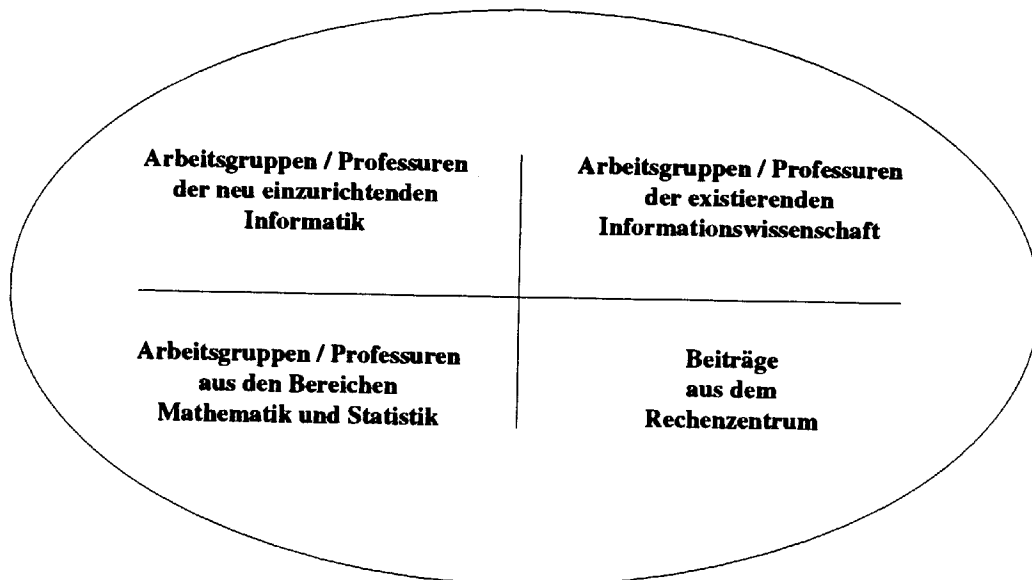 Arbeitsgruppen / Professuren
der neu einzurichtenden
Informatik
Arbeitsgruppen / Professuren
der existierenden
Informationswissenschaft
Arbeitsgruppen / Professuren
aus den Bereichen
Mathematik und Statistik
Beiträge
aus dem
Rechenzentrum